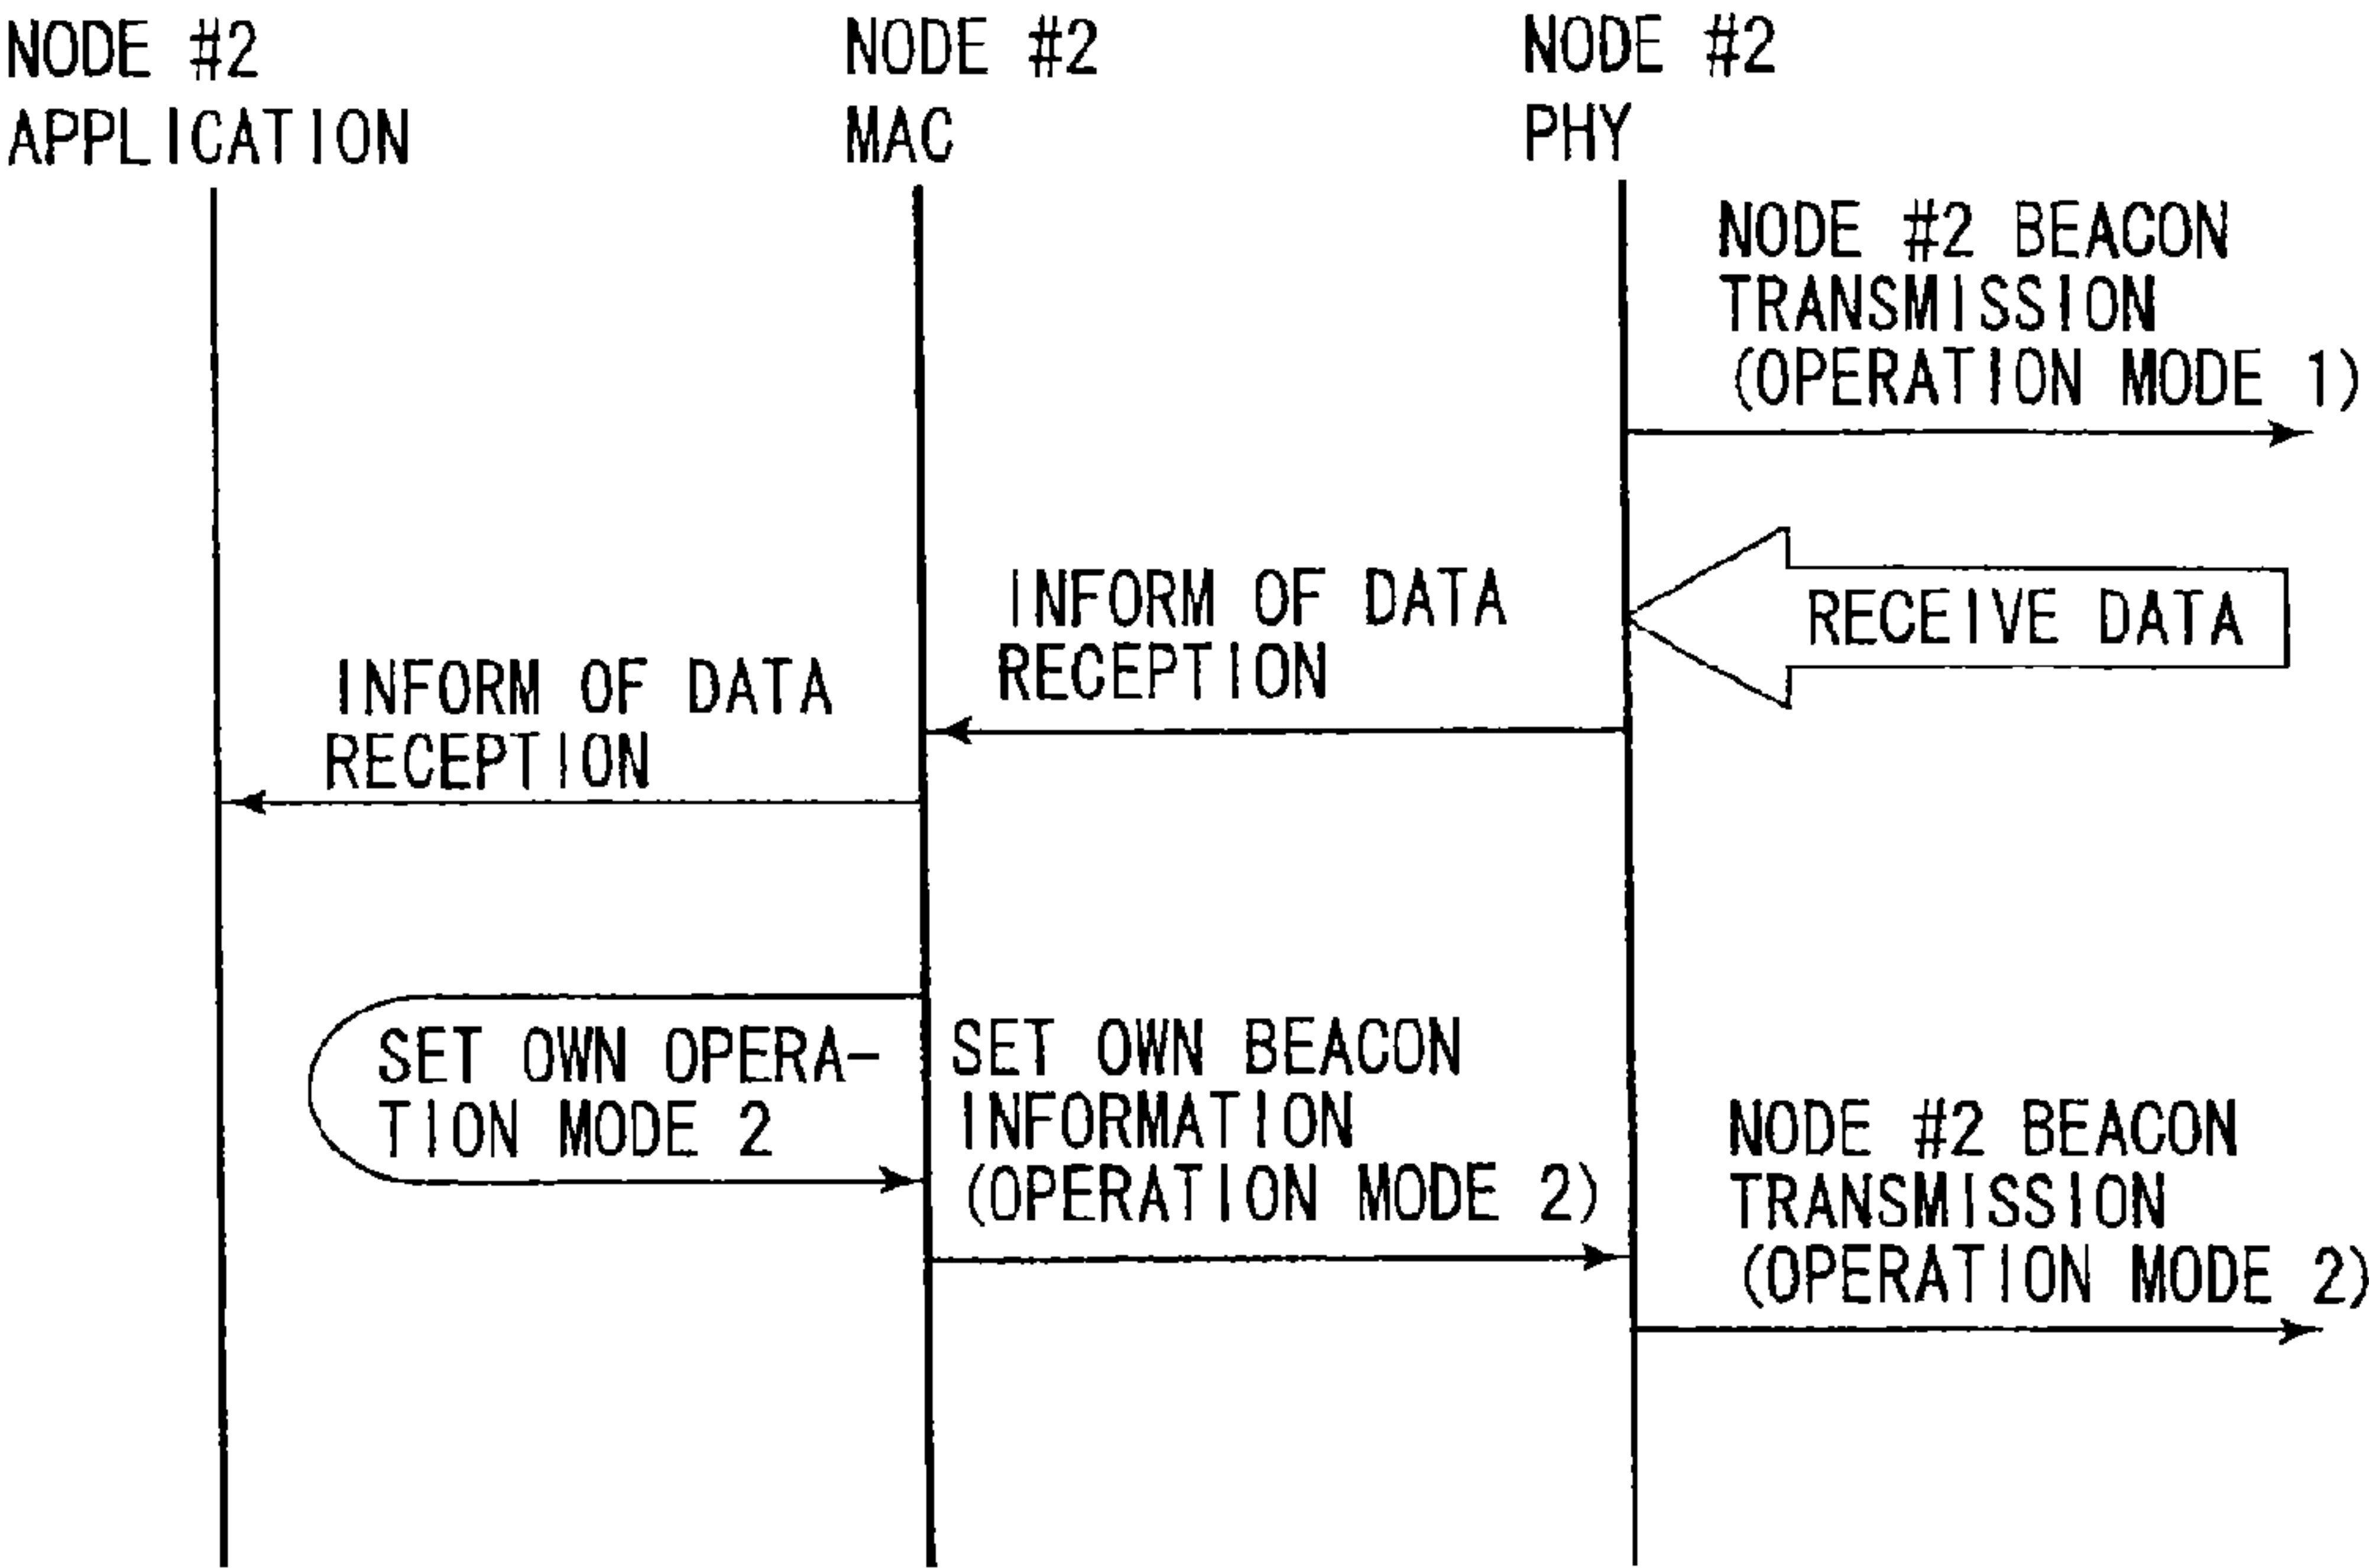 NODE #2
APPLICATION
NODE #2
MAC
NODE #2
PHY
NODE #2 BEACON
TRANSMISSION
(OPERATION MODE 1)
RECEIVE DATA
INFORM OF DATA
RECEPTION
INFORM OF DATA
RECEPTION
SET OWN OPERA-
TION MODE 2
SET OWN BEACON
INFORMATION
(OPERATION MODE 2)
NODE #2 BEACON
TRANSMISSION
(OPERATION MODE 2)